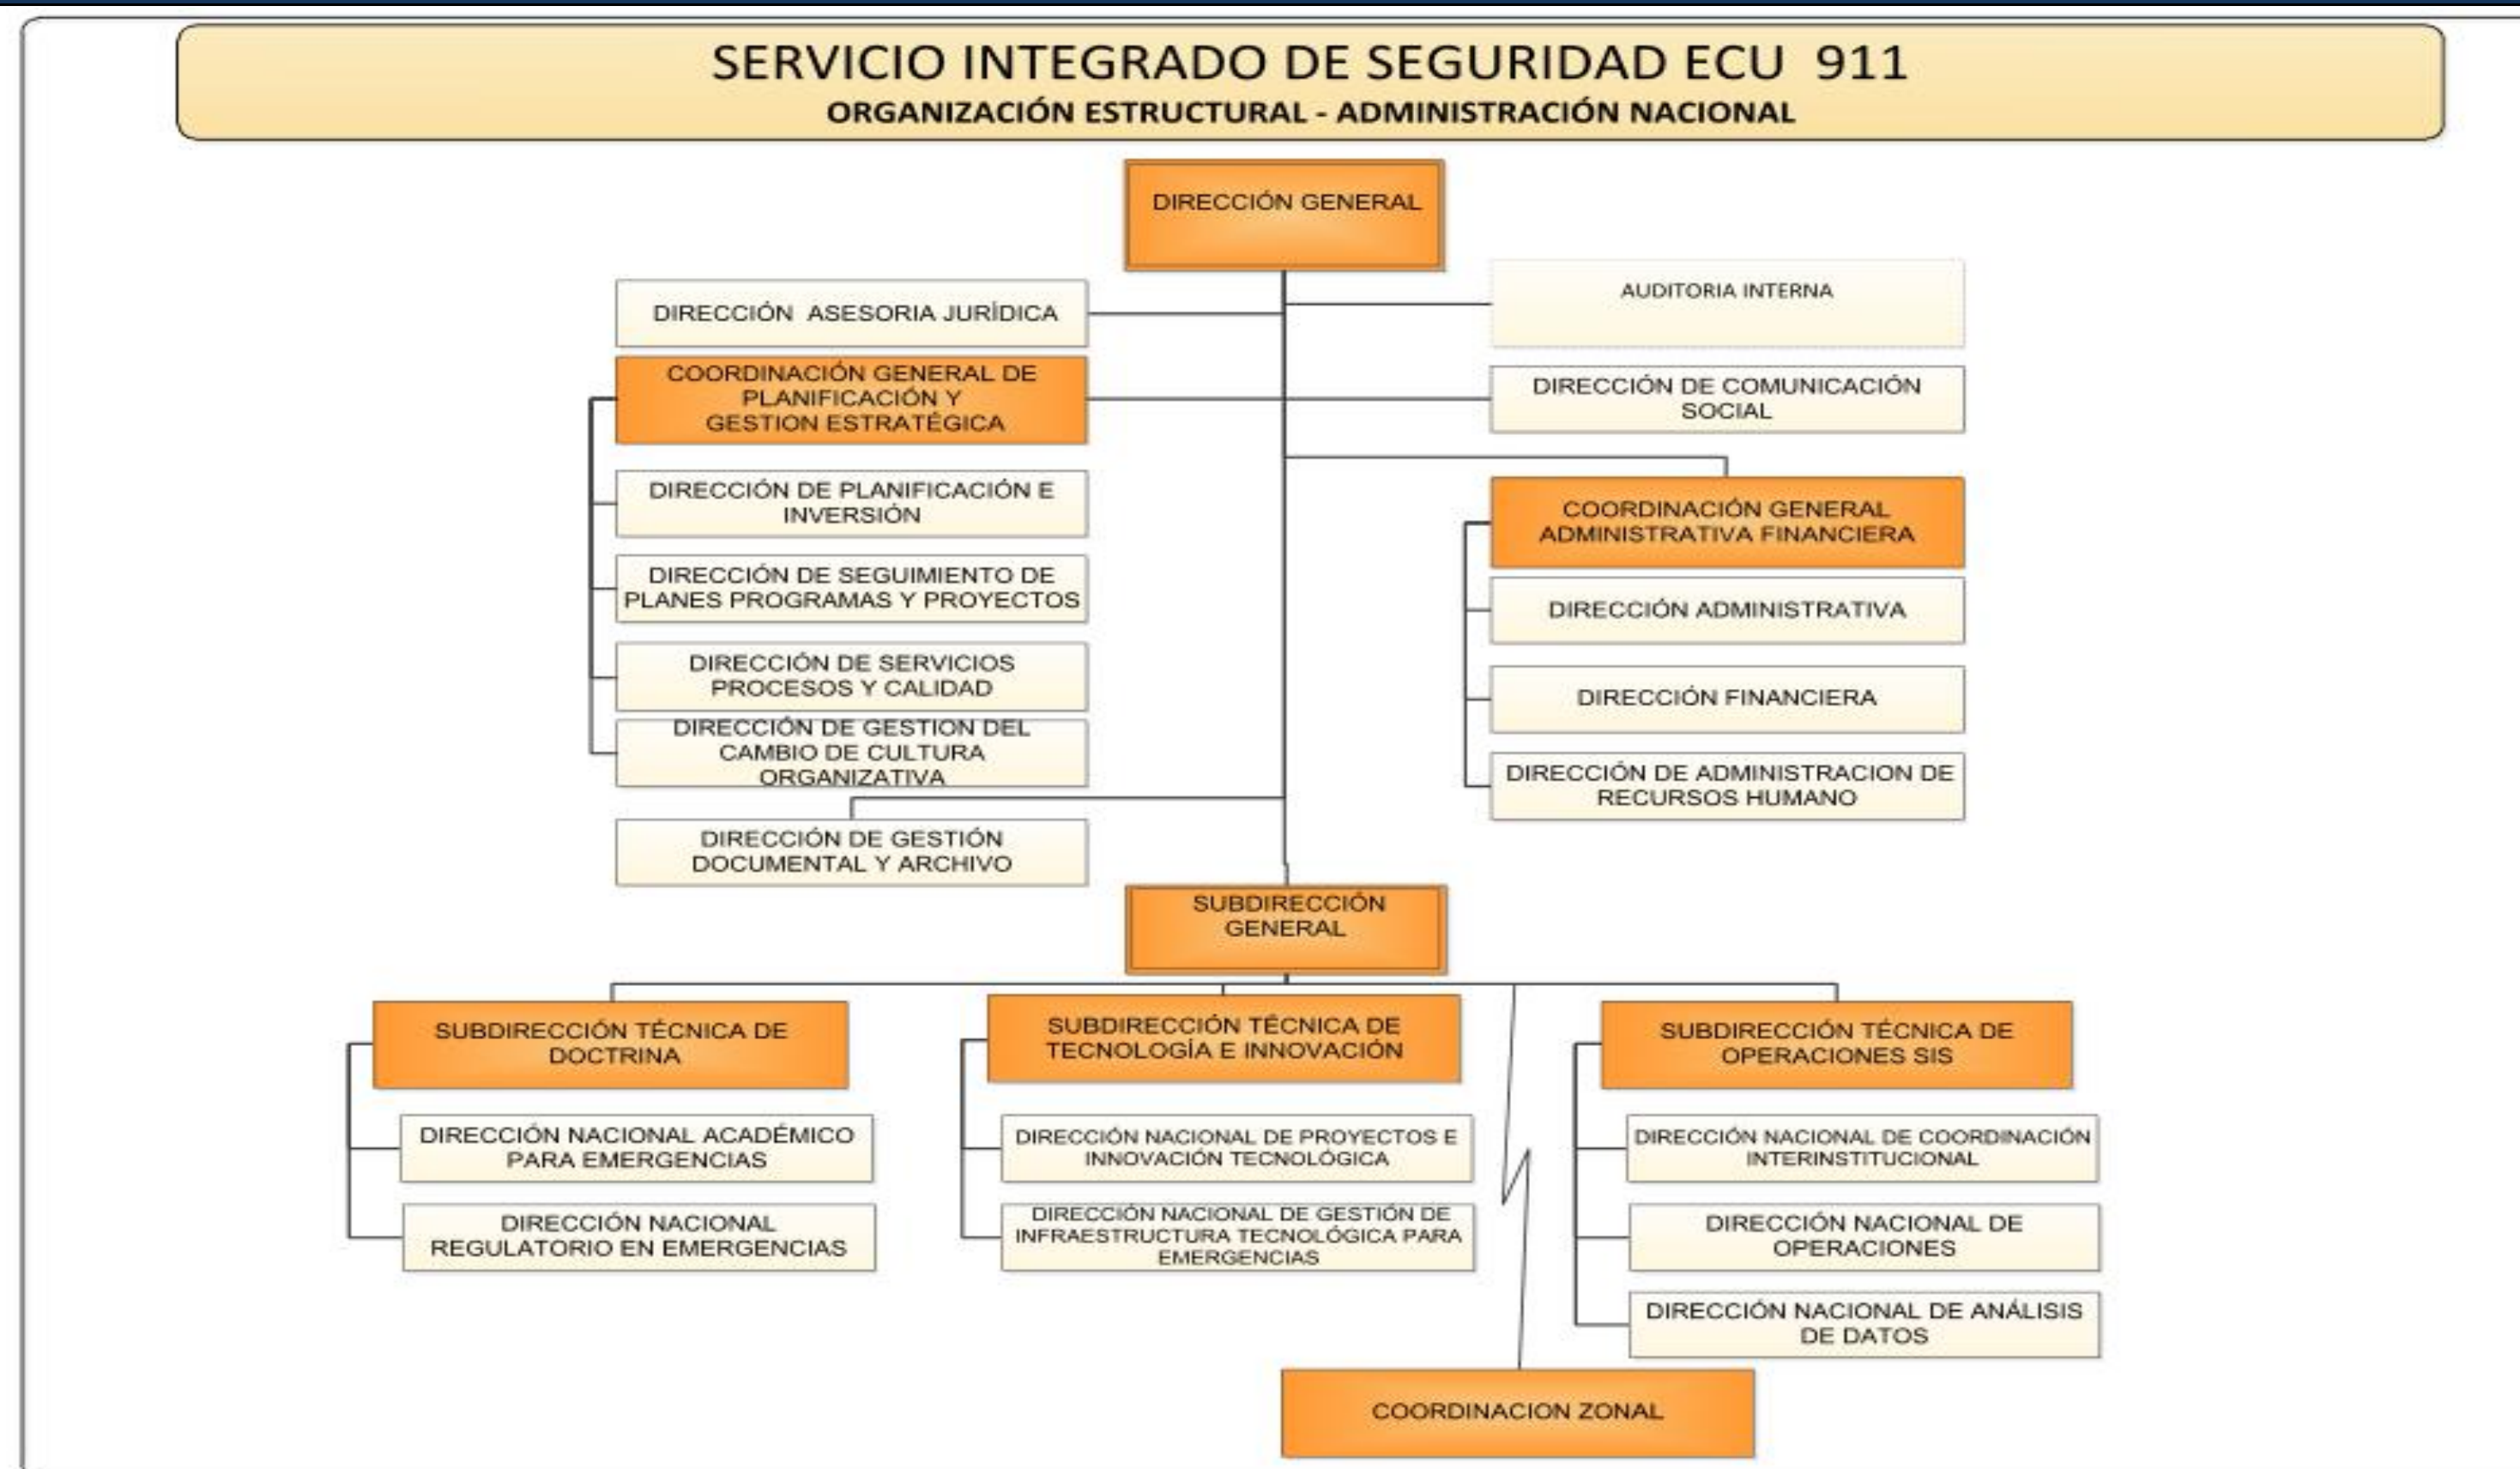 SERVICIO INTEGRADO DE SEGURIDAD ECU 911
ORGANIZACIÓN ESTRUCTURAL - ADMINISTRACIÓN NACIONAL
DIRECCIÓN GENERAL
DIRECCIÓN ASESORIA JURÍDICA
AUDITORIA INTERNA
COORDINACIÓN GENERAL DE
PLANIFICACIÓN Y
GESTION ESTRATÉGICA
DIRECCIÓN DE COMUNICACIÓN
SOCIAL
DIRECCIÓN DE PLANIFICACIÓN E
INVERSIÓN
DIRECCIÓN DE SEGUIMIENTO DE
PLANES PROGRAMAS Y PROYECTOS
DIRECCIÓN DE SERVICIOS
PROCESOS Y CALIDAD
DIRECCIÓN DE GESTION DEL
CAMBIO DE CULTURA
ORGANIZATIVA
COORDINACIÓN GENERAL
ADMINISTRATIVA FINANCIERA
DIRECCIÓN ADMINISTRATIVA
DIRECCIÓN FINANCIERA
DIRECCIÓN DE ADMINISTRACION DE
RECURSOS HUMANO
DIRECCIÓN DE GESTIÓN
DOCUMENTAL Y ARCHIVO
SUBDIRECCIÓN
GENERAL
SUBDIRECCIÓN TÉCNICA DE
DOCTRINA
DIRECCIÓN NACIONAL ACADÉMICO
PARA EMERGENCIAS
DIRECCIÓN NACIONAL
REGULATORIO EN EMERGENCIAS
SUBDIRECCIÓN TÉCNICA DE
TECNOLOGÍA E INNOVACIÓN
DIRECCIÓN NACIONAL DE PROYECTOS E
INNOVACIÓN TECNOLÓGICA
DIRECCIÓN NACIONAL DE GESTIÓN DE
INFRAESTRUCTURA TECNOLÓGICA PARA
EMERGENCIAS
SUBDIRECCIÓN TÉCNICA DE
OPERACIONES SIS
DIRECCIÓN NACIONAL DE COORDINACIÓN
INTERINSTITUCIONAL
DIRECCIÓN NACIONAL DE
OPERACIONES
DIRECCIÓN NACIONAL DE ANÁLISIS
DE DATOS
COORDINACION ZONAL